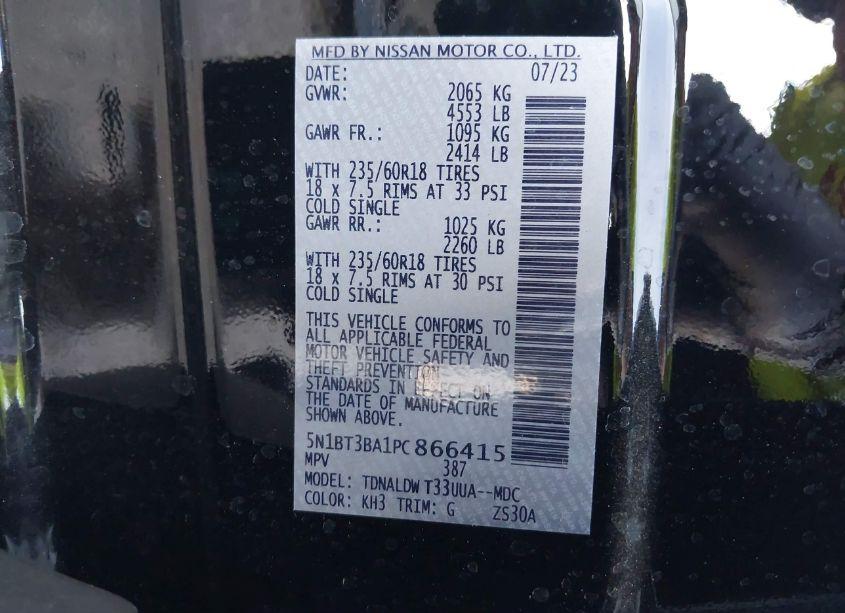 MFD BY NISSAN MOTOR CO., LTD.
DATE: 07/23
GVWR: 2065 KG
4553 LB
GAWR FR.: 1095 KG
2414 LB
WITH 235/60R18 TIRES
18 x 7.5 RIMS AT 33 PSI
COLD SINGLE
GAWR RR.: 1025 KG
2260 LB
WITH 235/60R18 TIRES
18 x 7.5 RIMS AT 30 PSI
COLD SINGLE
THIS VEHICLE CONFORMS TO
ALL APPLICABLE FEDERAL
MOTOR VEHICLE SAFETY AND
THEFT PREVENTION
STANDARDS IN EFFECT ON
THE DATE OF MANUFACTURE
SHOWN ABOVE.
5N1BT3BA1PC866415
MPV 387
MODEL: TDNALDWT33UUA--MDC
COLOR: KH3 TRIM: G ZS30A